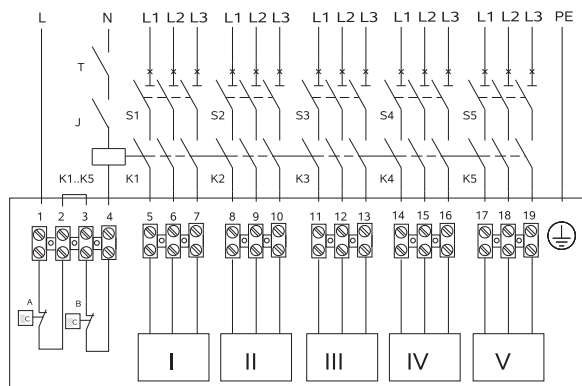 L N L1 L2 L3 L1 L2 L3 L1 L2 L3 L1 L2 L3 L1 L2 L3 PE
T
S1 S2 S3 S4 S5
J
K1..K5 K1 K2 K3 K4 K5
1 2 3 4 5 6 7 8 9 10 11 12 13 14 15 16 17 18 19
A B
C C
I II III IV V